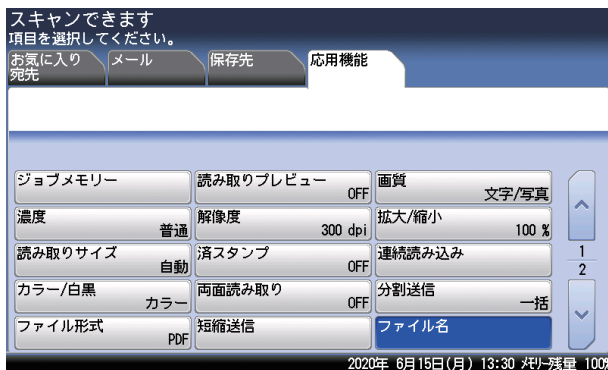 スキャンできます
項目を選択してください。
お気に入り
宛先
メール
保存先
応用機能
ジョブメモリー
読み取りプレビュー
OFF
画質
文字/写真
濃度
普通
解像度
300 dpi
拡大/縮小
100 %
読み取りサイズ
自動
済スタンプ
OFF
連続読み込み
1
2
カラー/白黒
カラー
両面読み取り
OFF
分割送信
一括
ファイル形式
PDF
短縮送信
ファイル名
2020年 6月15日(月) 13:30 メモリー残量 100%